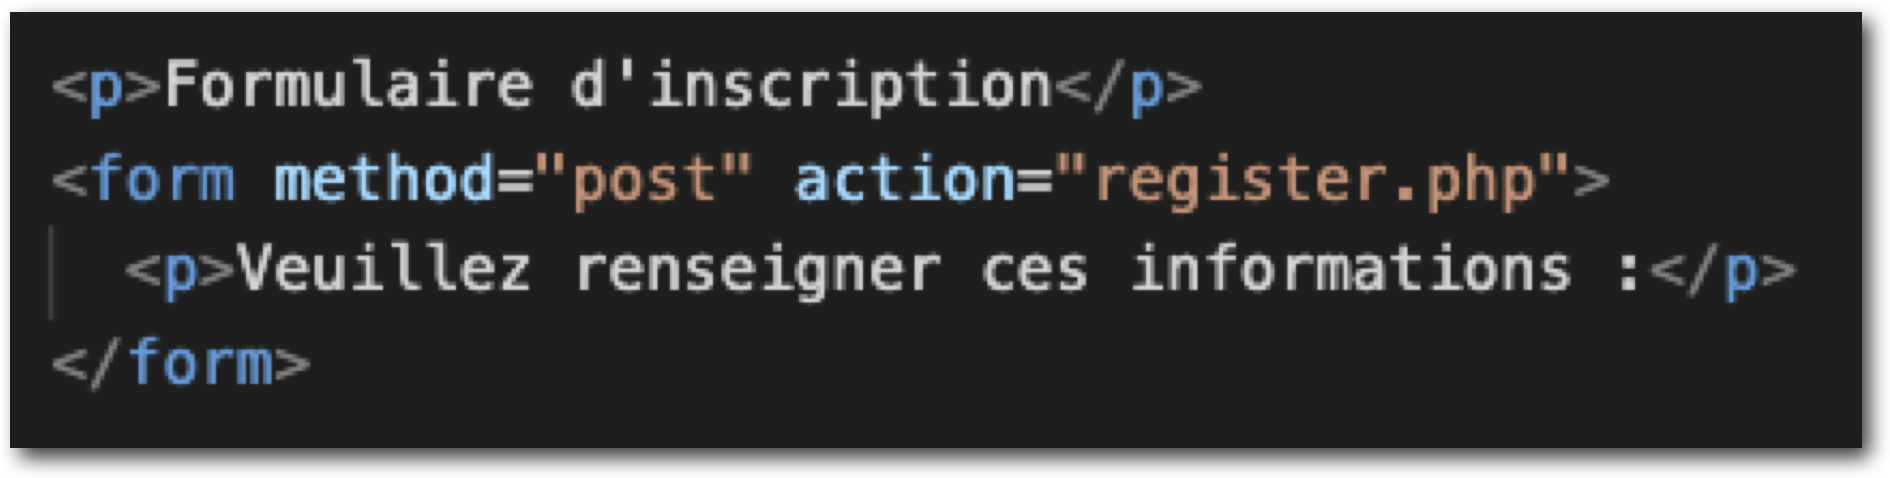 <p>Formulaire d'inscription</p>
<form method="post" action="register.php">
<p>Veuillez renseigner ces informations :</p>
</form>